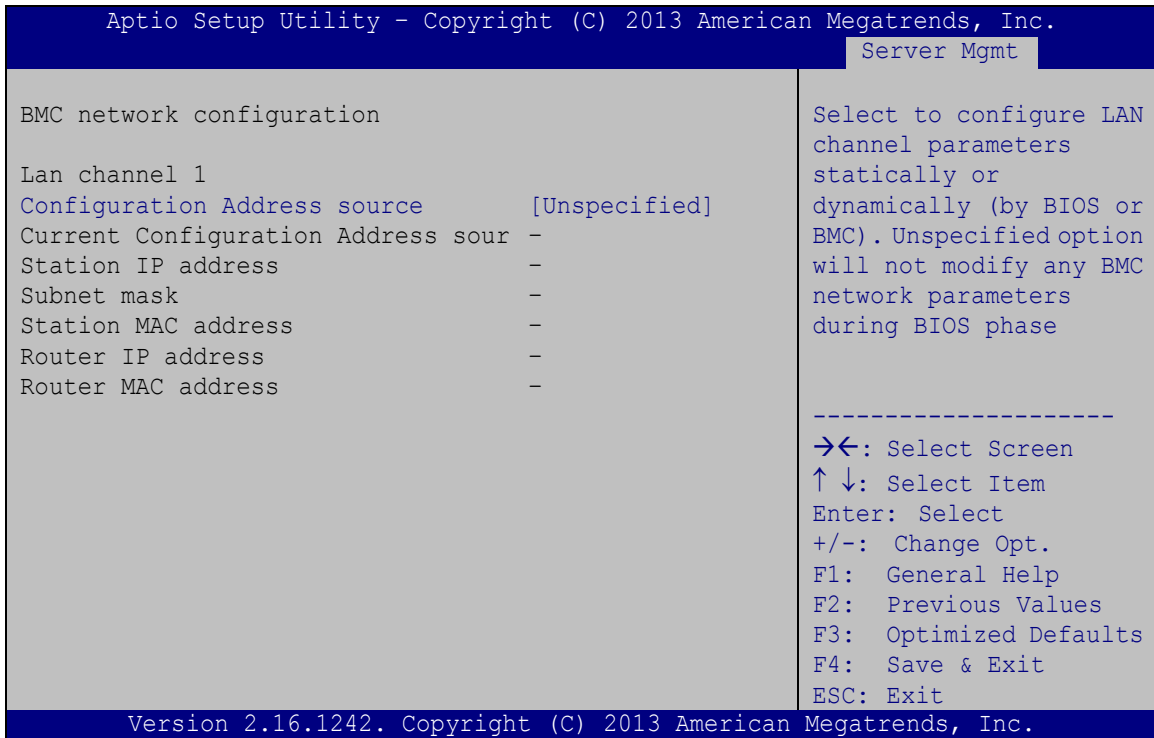 Aptio Setup Utility – Copyright (C) 2013 American Megatrends, Inc.
Server Mgmt
BMC network configuration
Lan channel 1
Configuration Address source [Unspecified]
Current Configuration Address sour –
Station IP address –
Subnet mask –
Station MAC address –
Router IP address –
Router MAC address –
Select to configure LAN
channel parameters
statically or
dynamically (by BIOS or
BMC). Unspecified option
will not modify any BMC
network parameters
during BIOS phase
---------------------
→←: Select Screen
↑ ↓: Select Item
Enter: Select
+/-: Change Opt.
F1: General Help
F2: Previous Values
F3: Optimized Defaults
F4: Save & Exit
ESC: Exit
Version 2.16.1242. Copyright (C) 2013 American Megatrends, Inc.